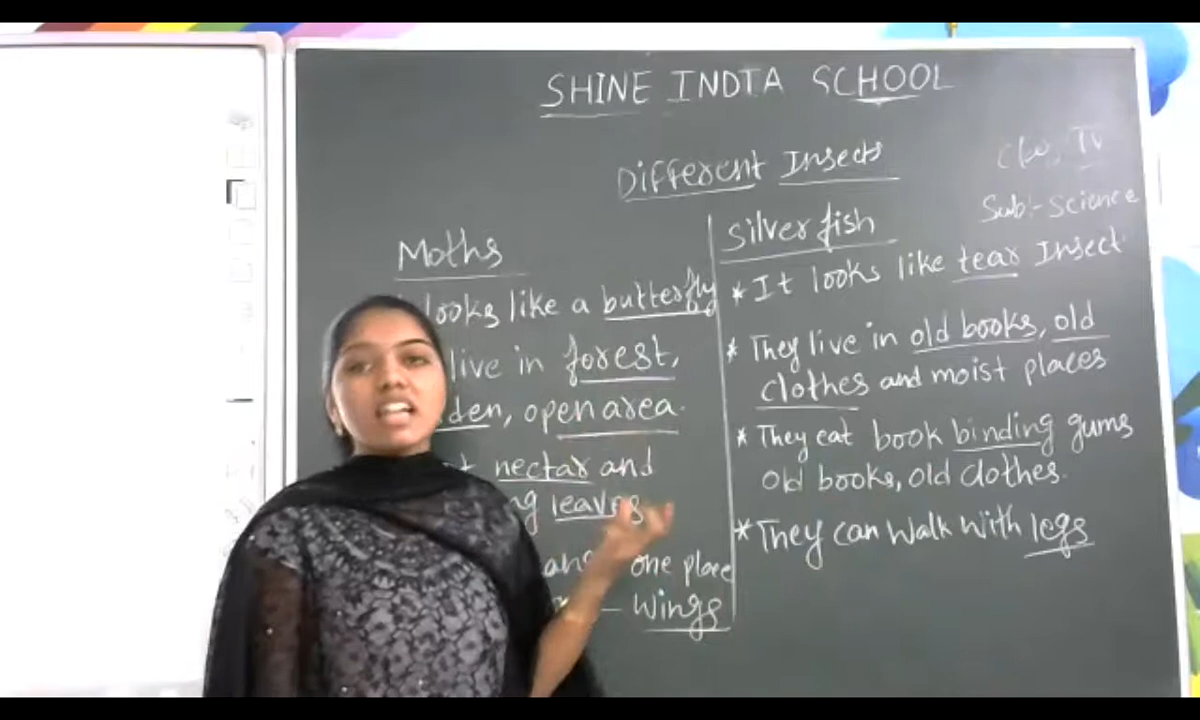 SHINE INDIA SCHOOL
Different Insects
TV
Sub:- Science
Moths
looks like a butterfly
live in forest,
den, open area.
nectar and
leaves
one place
wings
Silver fish
* It looks like tear Insect
* They live in old books, old
clothes and moist places
* They eat book binding gums
old books, old clothes.
* They can walk with legs